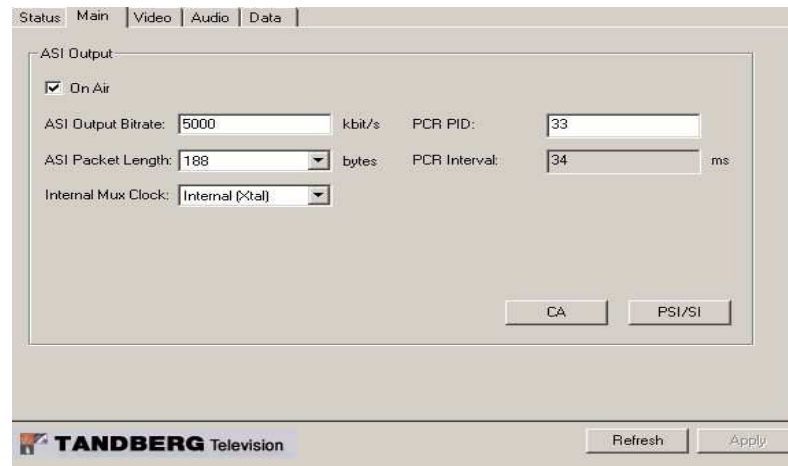 Status Main Video Audio Data
ASI Output
On Air
ASI Output Bitrate: 5000 kbit/s PCR PID: 33
ASI Packet Length: 188 bytes PCR Interval: 34 ms
Internal Mux Clock: Internal (Xtal)
CA PSI/SI
TANDBERG Television Refresh Apply